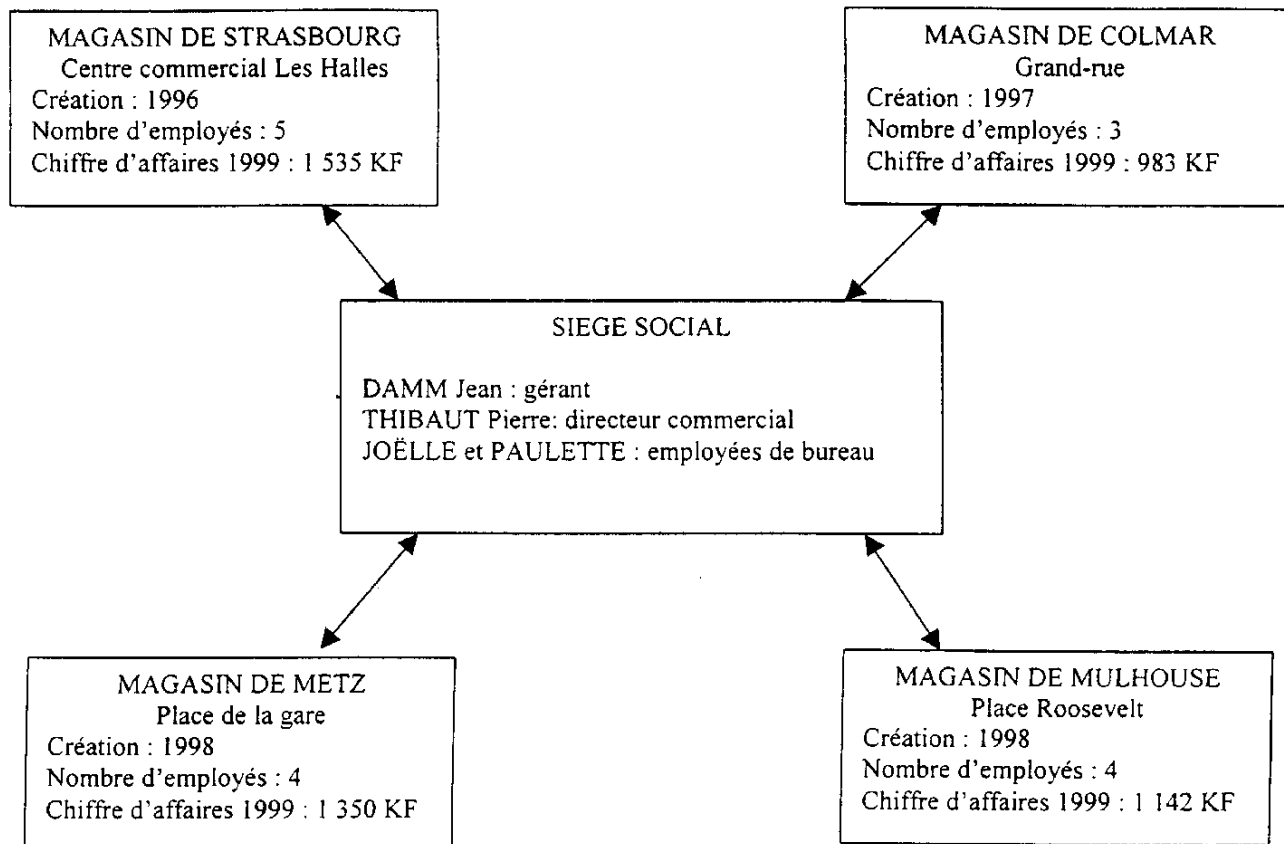 MAGASIN DE STRASBOURG
Centre commercial Les Halles
Création : 1996
Nombre d'employés : 5
Chiffre d'affaires 1999 : 1 535 KF
MAGASIN DE COLMAR
Grand-rue
Création : 1997
Nombre d'employés : 3
Chiffre d'affaires 1999 : 983 KF
SIEGE SOCIAL
DAMM Jean : gérant
THIBAUT Pierre: directeur commercial
JOËLLE et PAULETTE : employées de bureau
MAGASIN DE METZ
Place de la gare
Création : 1998
Nombre d'employés : 4
Chiffre d'affaires 1999 : 1 350 KF
MAGASIN DE MULHOUSE
Place Roosevelt
Création : 1998
Nombre d'employés : 4
Chiffre d'affaires 1999 : 1 142 KF